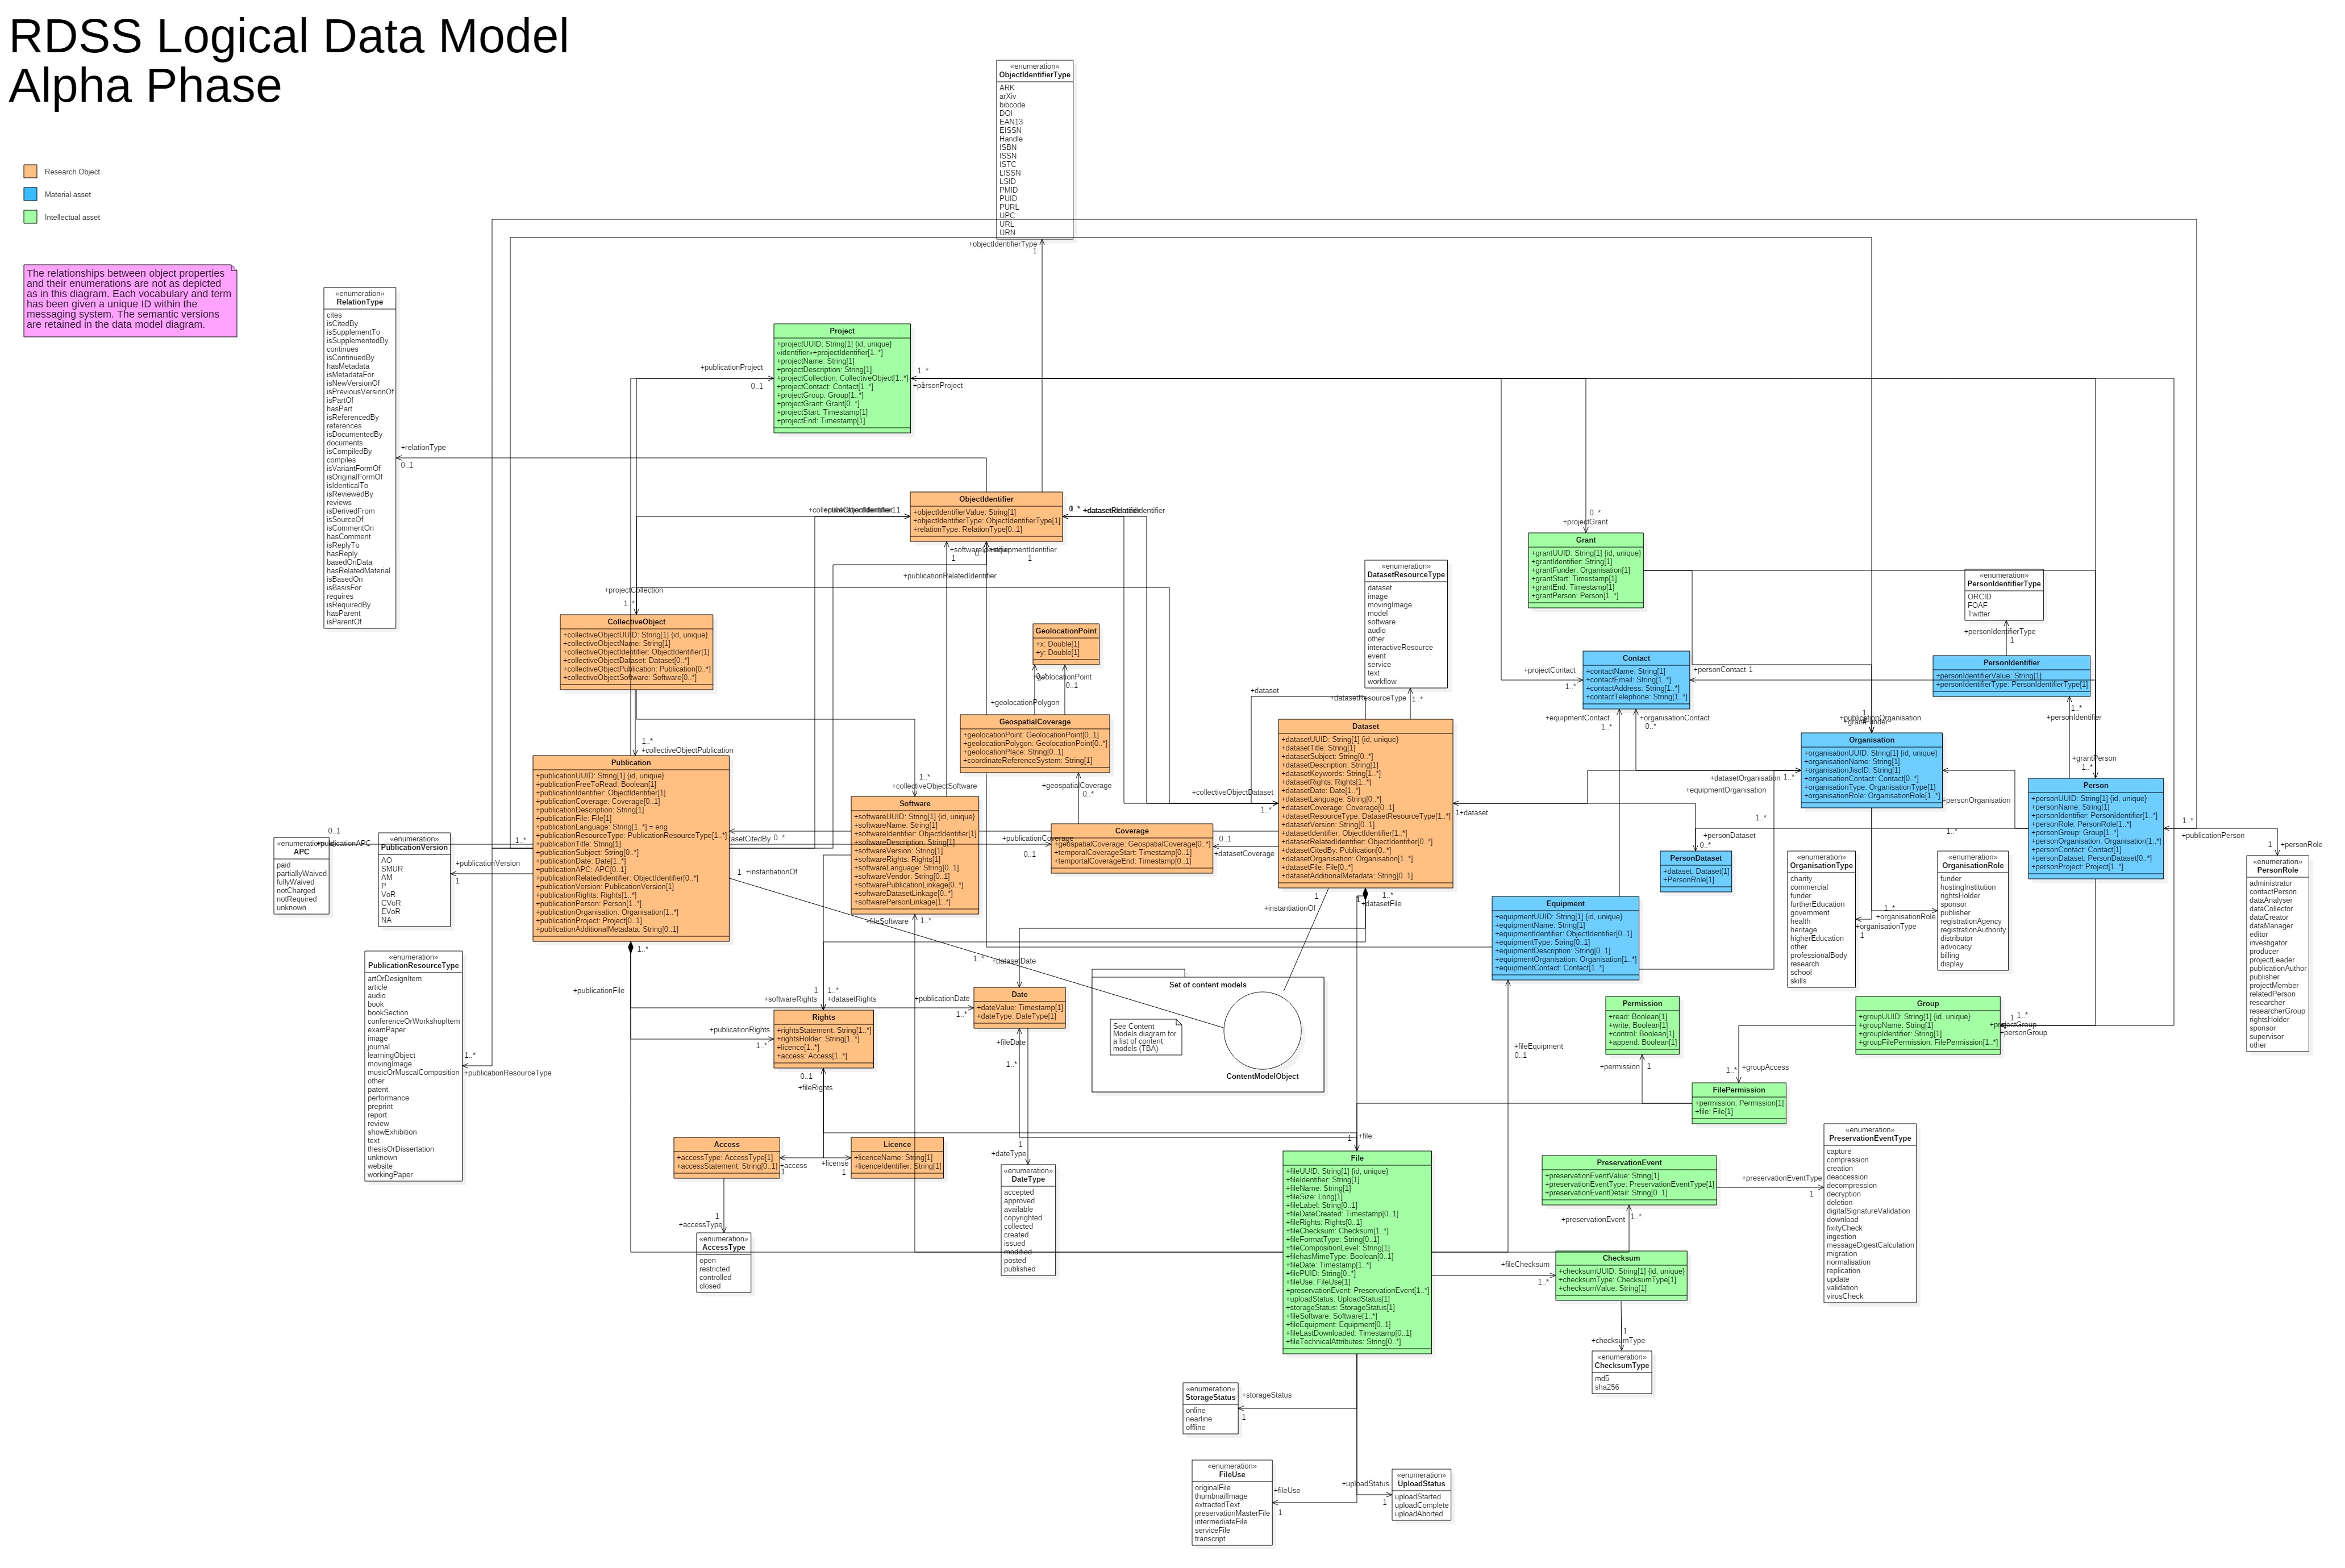 RDSS Logical Data Model
Alpha Phase
Research Object
Material asset
Intellectual asset
The relationships between object properties
and their enumerations are not as depicted
as in this diagram. Each vocabulary and term
has been given a unique ID within the
messaging system. The semantic versions
are retained in the data model diagram.
«enumeration»
ObjectIdentifierType
ARK
arXiv
bibcode
DOI
EAN13
EISSN
Handle
ISBN
ISSN
ISTC
LISSN
LSID
PMID
PUID
PURL
UPC
URL
URN
+objectIdentifierType
1
«enumeration»
RelationType
cites
isCitedBy
isSupplementTo
isSupplementedBy
continues
isContinuedBy
hasMetadata
isMetadataFor
isNewVersionOf
isPreviousVersionOf
isPartOf
hasPart
isReferencedBy
references
isDocumentedBy
documents
isCompiledBy
compiles
isVariantFormOf
isOriginalFormOf
isIdenticalTo
isReviewedBy
reviews
isDerivedFrom
isSourceOf
isCommentOn
hasComment
isReplyTo
hasReply
basedOnData
hasRelatedMaterial
isBasedOn
isBasisFor
requires
isRequiredBy
hasParent
isParentOf
+relationType
0..1
Project
+projectUUID: String[1] {id, unique}
«identifier»+projectIdentifier[1..*]
+projectName: String[1]
+projectDescription: String[1]
+projectCollection: CollectiveObject[1..*]
+projectContact: Contact[1..*]
+projectGroup: Group[1..*]
+projectGrant: Grant[0..*]
+projectStart: Timestamp[1]
+projectEnd: Timestamp[1]
+publicationProject
0..1
1..*
+personProject
ObjectIdentifier
+objectIdentifierValue: String[1]
+objectIdentifierType: ObjectIdentifierType[1]
+relationType: RelationType[0..1]
+publicationRelatedIdentifier
0..*
+projectGrant
Grant
+grantUUID: String[1] {id, unique}
+grantIdentifier: String[1]
+grantFunder: Organisation[1]
+grantStart: Timestamp[1]
+grantEnd: Timestamp[1]
+grantPerson: Person[1..*]
«enumeration»
DatasetResourceType
dataset
image
movingImage
model
software
audio
other
interactiveResource
event
service
text
workflow
+datasetResourceType
1..*
«enumeration»
PersonIdentifierType
ORCID
FOAF
Twitter
+personIdentifierType
1
PersonIdentifier
+personIdentifierValue: String[1]
+personIdentifierType: PersonIdentifierType[1]
1..*
+personIdentifier
+projectCollection
1..*
CollectiveObject
+collectiveObjectUUID: String[1] {id, unique}
+collectiveObjectName: String[1]
+collectiveObjectIdentifier: ObjectIdentifier[1]
+collectiveObjectDataset: Dataset[0..*]
+collectiveObjectPublication: Publication[0..*]
+collectiveObjectSoftware: Software[0..*]
GeolocationPoint
+x: Double[1]
+y: Double[1]
+geolocationPoint
0..1
+geolocationPolygon
Contact
+contactName: String[1]
+contactEmail: String[1..*]
+contactAddress: String[1..*]
+contactTelephone: String[1..*]
+projectContact
1..*
+personContact 1
+equipmentContact
1..*
+organisationContact
0..*
GeospatialCoverage
+geolocationPoint: GeolocationPoint[0..1]
+geolocationPolygon: GeolocationPoint[0..*]
+geolocationPlace: String[0..1]
+coordinateReferenceSystem: String[1]
+geospatialCoverage
0..*
+dataset
Dataset
+datasetUUID: String[1] {id, unique}
+datasetTitle: String[1]
+datasetSubject: String[0..*]
+datasetDescription: String[1]
+datasetKeywords: String[1..*]
+datasetRights: Rights[1..*]
+datasetDate: Date[1..*]
+datasetLanguage: String[0..*]
+datasetCoverage: Coverage[0..1]
+datasetResourceType: DatasetResourceType[1..*]
+datasetVersion: String[0..1]
+datasetIdentifier: ObjectIdentifier[1..*]
+datasetRelatedIdentifier: ObjectIdentifier[0..*]
+datasetCitedBy: Publication[0..*]
+datasetOrganisation: Organisation[1..*]
+datasetFile: File[0..*]
+datasetAdditionalMetadata: String[0..1]
+collectiveObjectDataset
1..*
+dataset
+publicationOrganisation
Organisation
+organisationUUID: String[1] {id, unique}
+organisationName: String[1]
+organisationJiscID: String[1]
+organisationContact: Contact[0..*]
+organisationType: OrganisationType[1]
+organisationRole: OrganisationRole[1..*]
+datasetOrganisation
1..*
+equipmentOrganisation
1..*
+personOrganisation
1..*
+grantPerson
1..*
Person
+personUUID: String[1] {id, unique}
+personName: String[1]
+personIdentifier: PersonIdentifier[1..*]
+personRole: PersonRole[1..*]
+personGroup: Group[1..*]
+personOrganisation: Organisation[1..*]
+personContact: Contact[1]
+personDataset: PersonDataset[0..*]
+personProject: Project[1..*]
1..*
+publicationPerson
1
+personRole
«enumeration»
PersonRole
administrator
contactPerson
dataAnalyser
dataCollector
dataCreator
dataManager
editor
investigator
producer
projectLeader
publicationAuthor
publisher
projectMember
relatedPerson
researcher
researcherGroup
rightsHolder
sponsor
supervisor
other
1..*
+collectiveObjectPublication
Publication
+publicationUUID: String[1] {id, unique}
+publicationFreeToRead: Boolean[1]
+publicationIdentifier: ObjectIdentifier[1]
+publicationCoverage: Coverage[0..1]
+publicationDescription: String[1]
+publicationFile: File[1]
+publicationLanguage: String[1..*] = eng
+publicationResourceType: PublicationResourceType[1..*]
+publicationTitle: String[1]
+publicationSubject: String[0..*]
+publicationDate: Date[1..*]
+publicationAPC: APC[0..1]
+publicationRelatedIdentifier: ObjectIdentifier[0..*]
+publicationVersion: PublicationVersion[1]
+publicationRights: Rights[1..*]
+publicationPerson: Person[1..*]
+publicationOrganisation: Organisation[1..*]
+publicationProject: Project[0..1]
+publicationAdditionalMetadata: String[0..1]
1..*
+collectiveObjectSoftware
Software
+softwareUUID: String[1] {id, unique}
+softwareName: String[1]
+softwareIdentifier: ObjectIdentifier[1]
+softwareDescription: String[1]
+softwareVersion: String[1]
+softwareRights: Rights[1]
+softwareLanguage: String[0..1]
+softwareVendor: String[0..1]
+softwarePublicationLinkage[0..*]
+softwareDatasetLinkage[0..*]
+softwarePersonLinkage[1..*]
+fileSoftware
1..*
Coverage
+geospatialCoverage: GeospatialCoverage[0..*]
+temporalCoverageStart: Timestamp[0..1]
+temportalCoverageEnd: Timestamp[0..1]
0..1
0..1
+datasetCoverage
0..*
0..1
«enumeration»
APC
paid
partiallyWaived
fullyWaived
notCharged
notRequired
unknown
«enumeration»
PublicationVersion
AO
SMUR
AM
P
VoR
CVoR
EVoR
NA
+publicationVersion
1
1..*
1
+instantiationOf
+personDataset
0..*
PersonDataset
+dataset: Dataset[1]
+PersonRole[1]
«enumeration»
OrganisationType
charity
commercial
funder
furtherEducation
government
health
heritage
higherEducation
other
professionalBody
research
school
skills
1..*
+organisationRole
+organisationType
1
«enumeration»
OrganisationRole
funder
hostingInstitution
rightsHolder
sponsor
publisher
registrationAgency
registrationAuthority
distributor
advocacy
billing
display
Equipment
+equipmentUUID: String[1] {id, unique}
+equipmentName: String[1]
+equipmentIdentifier: ObjectIdentifier[0..1]
+equipmentType: String[0..1]
+equipmentDescription: String[0..1]
+equipmentOrganisation: Organisation[1..*]
+equipmentContact: Contact[1..*]
1
+instantiationOf
1..*
+datasetFile
«enumeration»
PublicationResourceType
artOrDesignItem
article
audio
book
bookSection
conferenceOrWorkshopItem
examPaper
image
journal
learningObject
movingImage
musicOrMuscalComposition
other
patent
performance
preprint
report
review
showExhibition
text
thesisOrDissertation
unknown
website
workingPaper
1..*
+publicationResourceType
1..*
+publicationFile
1..*
+datasetDate
1
+softwareRights
1..*
+datasetRights
+publicationDate
1..*
Date
+dateValue: Timestamp[1]
+dateType: DateType[1]
+publicationRights
1..*
Rights
+rightsStatement: String[1..*]
+rightsHolder: String[1..*]
+licence[1..*]
+access: Access[1..*]
0..1
+fileRights
+fileDate
1..*
Set of content models
See Content
Models diagram for
a list of content
models (TBA)
ContentModelObject
+fileEquipment
0..1
Permission
+read: Boolean[1]
+write: Boolean[1]
+control: Boolean[1]
+append: Boolean[1]
+permission
1
Group
+groupUUID: String[1] {id, unique}
+groupName: String[1]
+groupIdentifier: String[1]
+groupFilePermission: FilePermission[1..*]
1..*
+personGroup
1..*
+groupAccess
FilePermission
+permission: Permission[1]
+file: File[1]
Access
+accessType: AccessType[1]
+accessStatement: String[0..1]
+access
1
+license
1
Licence
+licenceName: String[1]
+licenceIdentifier: String[1]
1
+accessType
«enumeration»
AccessType
open
restricted
controlled
closed
1
+dateType
«enumeration»
DateType
accepted
approved
available
copyrighted
collected
created
issued
modified
posted
published
1
+file
File
+fileUUID: String[1] {id, unique}
+fileIdentifier: String[1]
+fileName: String[1]
+fileSize: Long[1]
+fileLabel: String[0..1]
+fileDateCreated: Timestamp[0..1]
+fileRights: Rights[0..1]
+fileChecksum: Checksum[1..*]
+fileFormatType: String[0..1]
+fileCompositionLevel: String[1]
+filehasMimeType: Boolean[0..1]
+fileDate: Timestamp[1..*]
+filePUID: String[0..*]
+fileUse: FileUse[1]
+preservationEvent: PreservationEvent[1..*]
+uploadStatus: UploadStatus[1]
+storageStatus: StorageStatus[1]
+fileSoftware: Software[1..*]
+fileEquipment: Equipment[0..1]
+fileLastDownloaded: Timestamp[0..1]
+fileTechnicalAttributes: String[0..*]
PreservationEvent
+preservationEventValue: String[1]
+preservationEventType: PreservationEventType[1]
+preservationEventDetail: String[0..1]
+preservationEventType
1
+preservationEvent
1..*
«enumeration»
PreservationEventType
capture
compression
creation
deaccession
decompression
decryption
deletion
digitalSignatureValidation
download
fixityCheck
ingestion
messageDigestCalculation
migration
normalisation
replication
update
validation
virusCheck
+fileChecksum
1..*
Checksum
+checksumUUID: String[1] {id, unique}
+checksumType: ChecksumType[1]
+checksumValue: String[1]
1
+checksumType
«enumeration»
ChecksumType
md5
sha256
«enumeration»
StorageStatus
online
nearline
offline
+storageStatus
1
«enumeration»
FileUse
originalFile
thumbnailImage
extractedText
preservationMasterFile
intermediateFile
serviceFile
transcript
+fileUse
1
+uploadStatus
1
«enumeration»
UploadStatus
uploadStarted
uploadComplete
uploadAborted